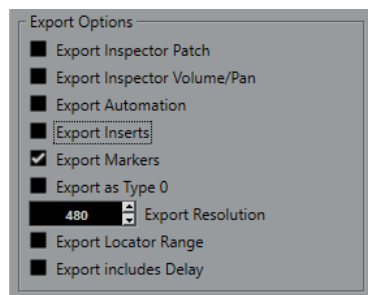 Export Options
Export Inspector Patch
Export Inspector Volume/Pan
Export Automation
Export Inserts
Export Markers
Export as Type 0
480 Export Resolution
Export Locator Range
Export includes Delay